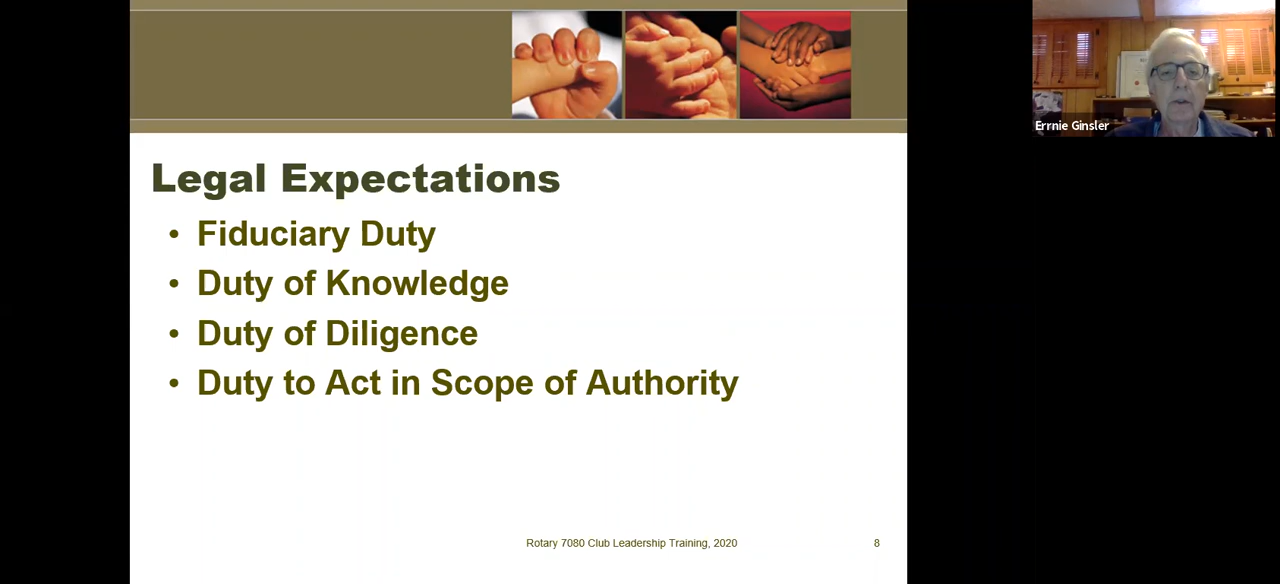 Errnie Ginsler
Legal Expectations
• Fiduciary Duty
• Duty of Knowledge
• Duty of Diligence
• Duty to Act in Scope of Authority
Rotary 7080 Club Leadership Training, 2020
8